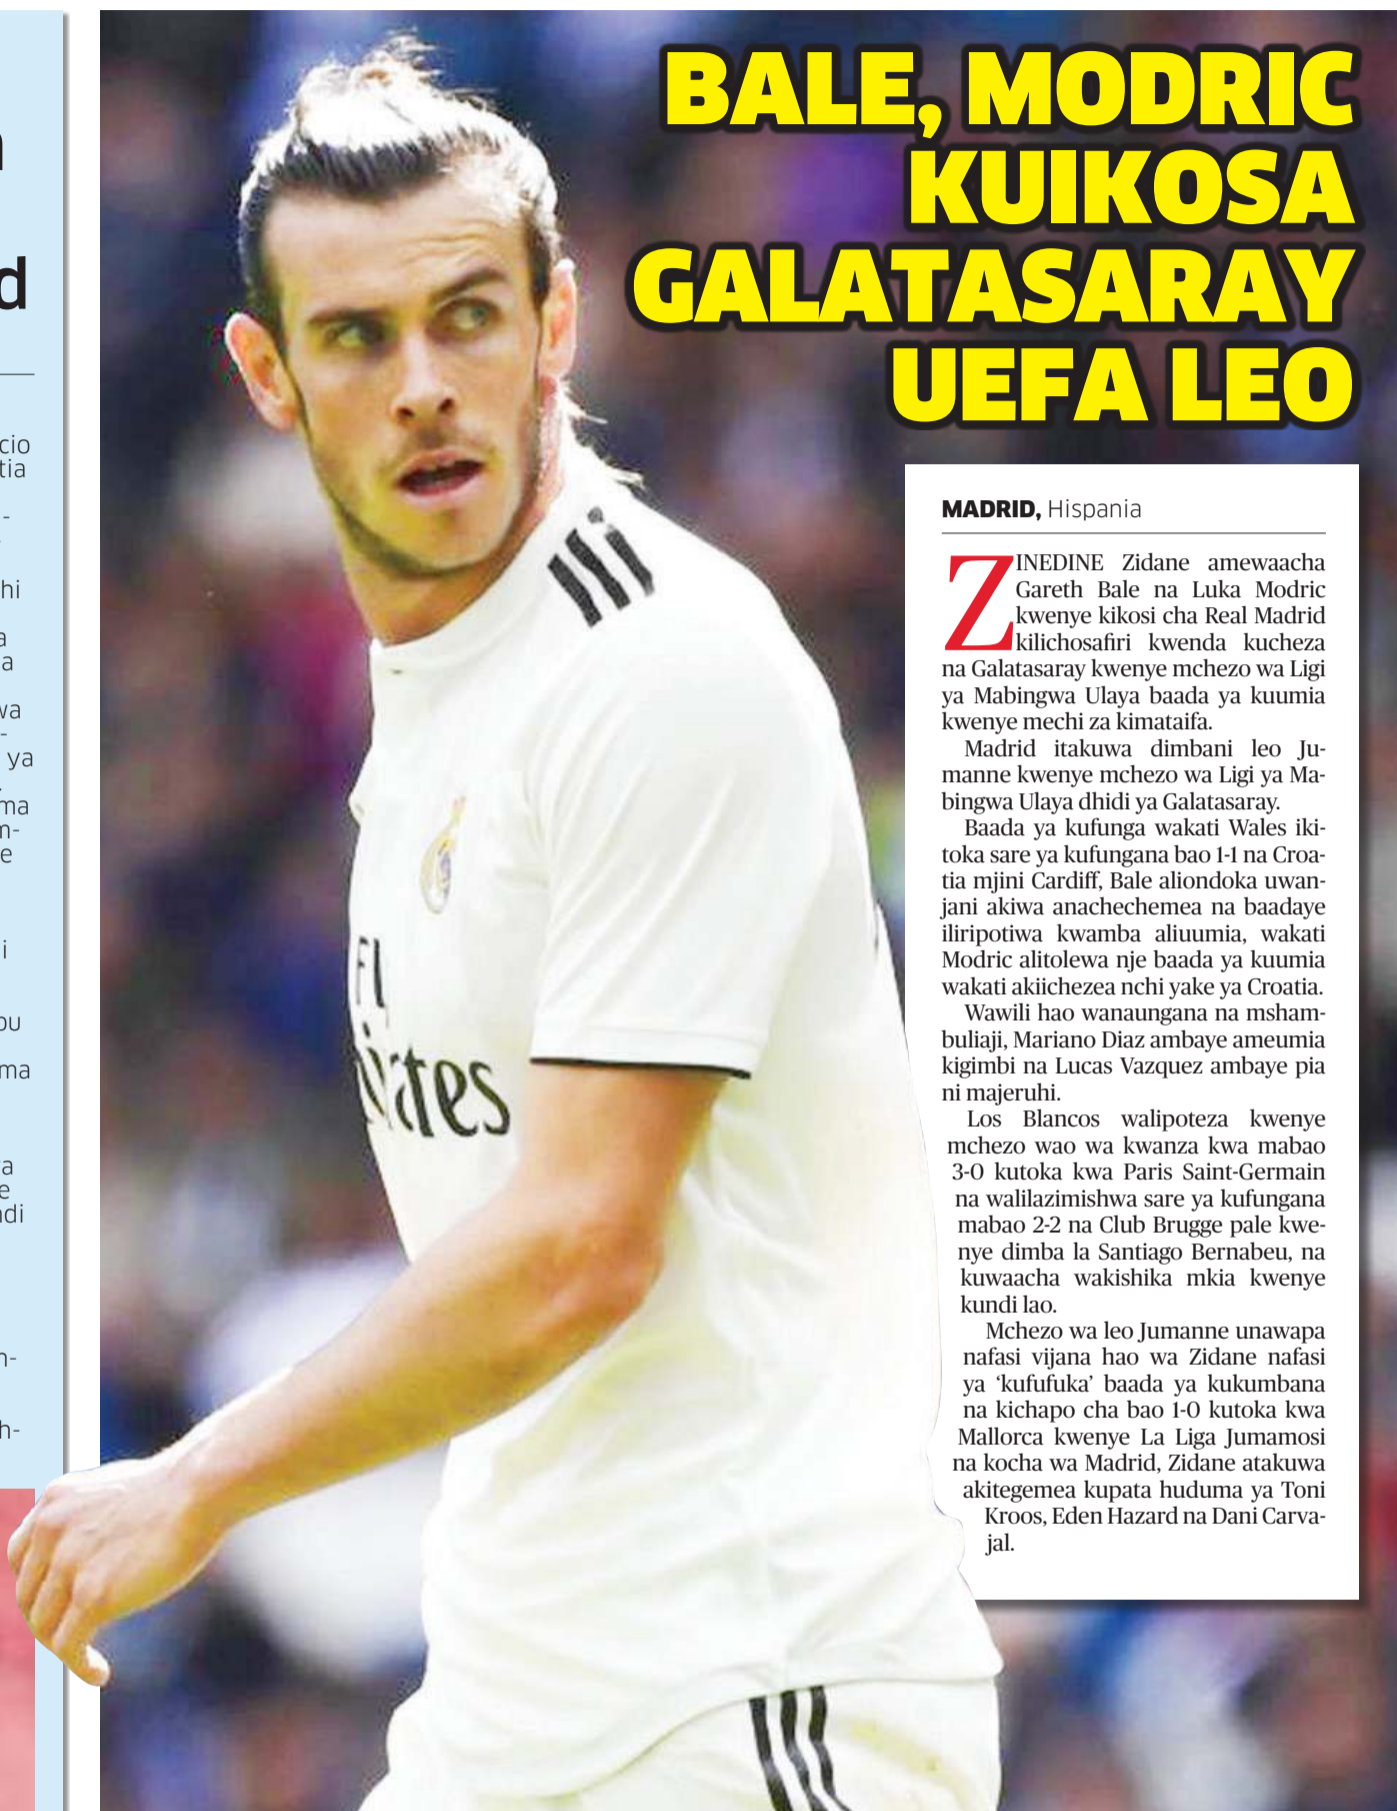 BALE, MODRIC
KUIKOSA
GALATASARAY
UEFA LEO
MADRID, Hispania
ZINEDINE Zidane amewaacha
Gareth Bale na Luka Modric
kwenye kikosi cha Real Madrid
kilichosafiri kwenda kucheza
na Galatasaray kwenye mchezo wa Ligi
ya Mabingwa Ulaya baada ya kuumia
kwenye mechi za kimataifa.
Madrid itakuwa dimbani leo Ju-
manne kwenye mchezo wa Ligi ya Ma-
bingwa Ulaya dhidi ya Galatasaray.
Baada ya kufunga wakati Wales iki-
toka sare ya kufungana bao 1-1 na Croa-
tia mjini Cardiff, Bale aliondoka uwan-
jani akiwa anachechemea na baadaye
iliripotiwa kwamba aliuumia, wakati
Modric alitolewa nje baada ya kuumia
wakati akiichezea nchi yake ya Croatia.
Wawili hao wanaungana na msham-
buliaji, Mariano Diaz ambaye ameumia
kigimbi na Lucas Vazquez ambaye pia
ni majeruhi.
Los Blancos walipoteza kwenye
mchezo wao wa kwanza kwa mabao
3-0 kutoka kwa Paris Saint-Germain
na walilazimishwa sare ya kufungana
mabao 2-2 na Club Brugge pale kwe-
nye dimba la Santiago Bernabeu, na
kuwaacha wakishika mkia kwenye
kundi lao.
Mchezo wa leo Jumanne unawapa
nafasi vijana hao wa Zidane nafasi
ya ‘kufufuka’ baada ya kukumbana
na kichapo cha bao 1-0 kutoka kwa
Mallorca kwenye La Liga Jumamosi
na kocha wa Madrid, Zidane atakuwa
akitegemea kupata huduma ya Toni
Kroos, Eden Hazard na Dani Carva-
jal.